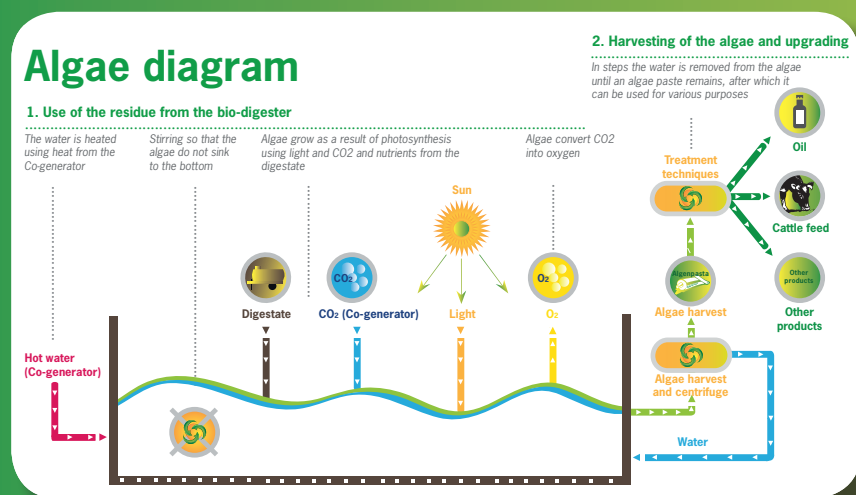 Algae diagram
1. Use of the residue from the bio-digester
The water is heated
using heat from the
Co-generator
Stirring so that the
algae do not sink
to the bottom
Algae grow as a result of photosynthesis
using light and CO2 and nutrients from the
digestate
Algae convert CO2
into oxygen
2. Harvesting of the algae and upgrading
In steps the water is removed from the algae
until an algae paste remains, after which it
can be used for various purposes
Sun
CO2
O2
Digestate
CO2 (Co-generator)
Light
O2
Hot water
(Co-generator)
Treatment
techniques
Oil
Cattle feed
Other
products
Other
products
Algenpasta
Algae harvest
Algae harvest
and centrifuge
Water